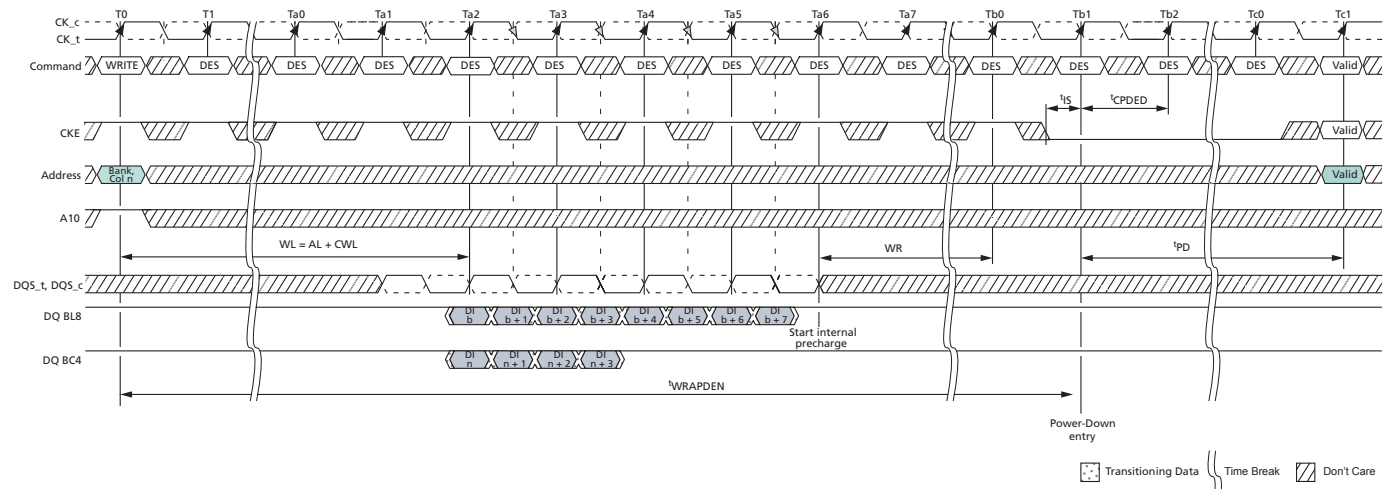 T0 T1 Ta0 Ta1 Ta2 Ta3 Ta4 Ta5 Ta6 Ta7 Tb0 Tb1 Tb2 Tc0 Tc1
CK_c
CK_t
Command WRITE DES DES DES DES DES DES DES DES DES DES DES DES DES Valid
tIS tCPDED
CKE Valid
Address Bank, Col n Valid
A10
WL = AL + CWL WR tPD
DQS_t, DQS_c
DQ BL8 DI b DI b + 1 DI b + 2 DI b + 3 DI b + 4 DI b + 5 DI b + 6 DI b + 7
Start internal
precharge
DQ BC4 DI n DI n + 1 DI n + 2 DI n + 3
tWRAPDEN
Power-Down
entry
Transitioning Data Time Break Don't Care